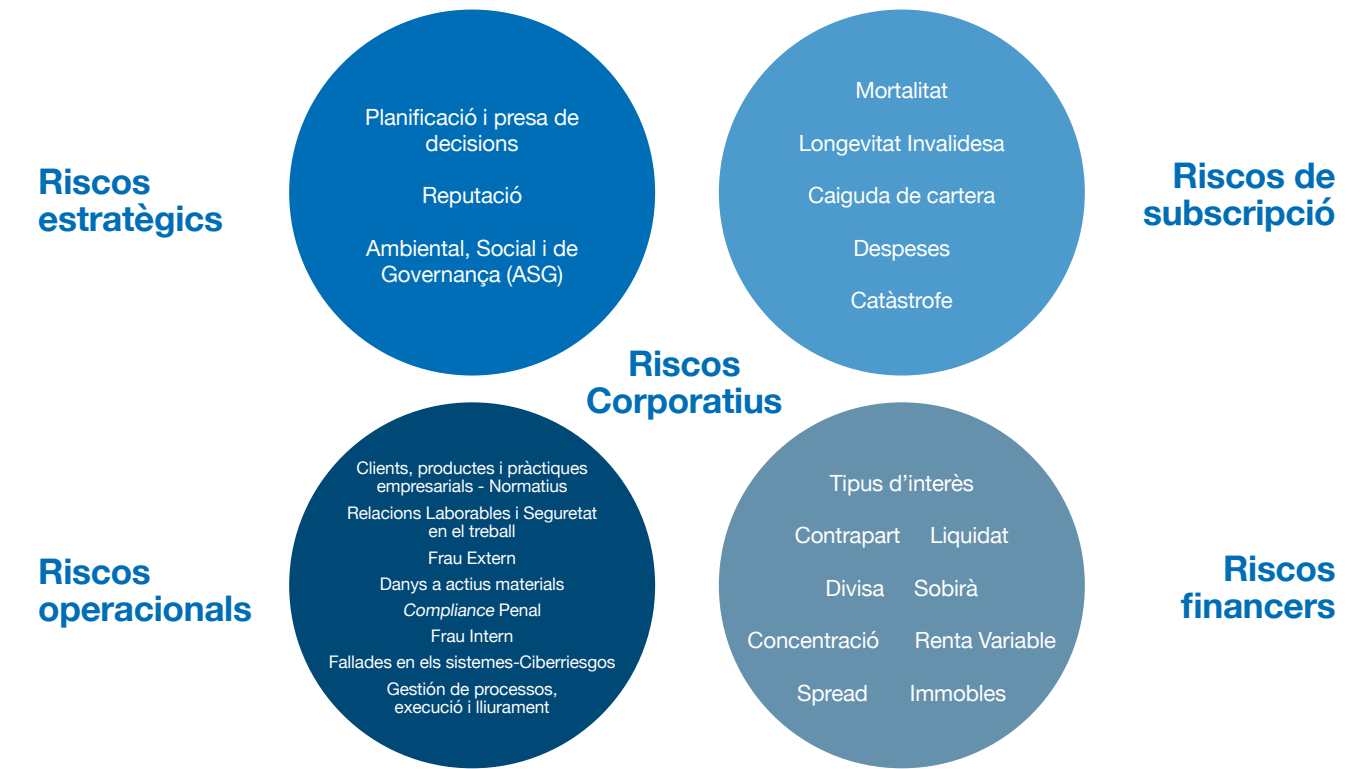 Riscos
estratègics
Planificació i presa de
decisions
Reputació
Ambiental, Social i de
Governança (ASG)
Mortalitat
Longevitat Invalidesa
Caiguda de cartera
Despeses
Catàstrofe
Riscos de
subscripció
Riscos
Corporatius
Riscos
operacionals
Clients, productes i pràctiques
empresarials - Normatius
Relacions Laborables i Seguretat
en el treball
Frau Extern
Danys a actius materials
Compliance Penal
Frau Intern
Fallades en els sistemes-Ciberriesgos
Gestión de processos,
execució i lliurament
Tipus d’interès
Contrapart Liquidat
Divisa Sobirà
Concentració Renta Variable
Spread Immobles
Riscos
financers